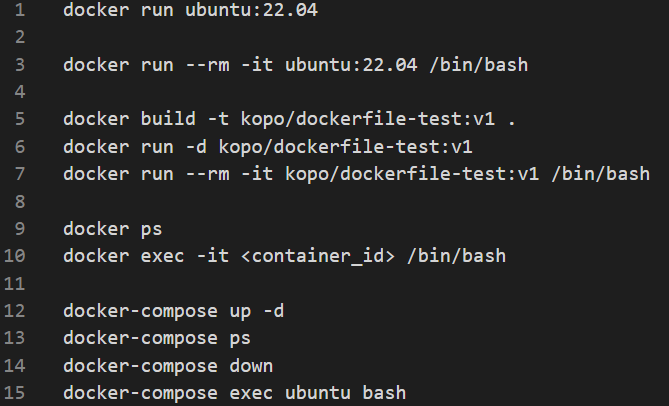 1 docker run ubuntu:22.04
2
3 docker run --rm -it ubuntu:22.04 /bin/bash
4
5 docker build -t kopo/dockerfile-test:v1 .
6 docker run -d kopo/dockerfile-test:v1
7 docker run --rm -it kopo/dockerfile-test:v1 /bin/bash
8
9 docker ps
10 docker exec -it <container_id> /bin/bash
11
12 docker-compose up -d
13 docker-compose ps
14 docker-compose down
15 docker-compose exec ubuntu bash